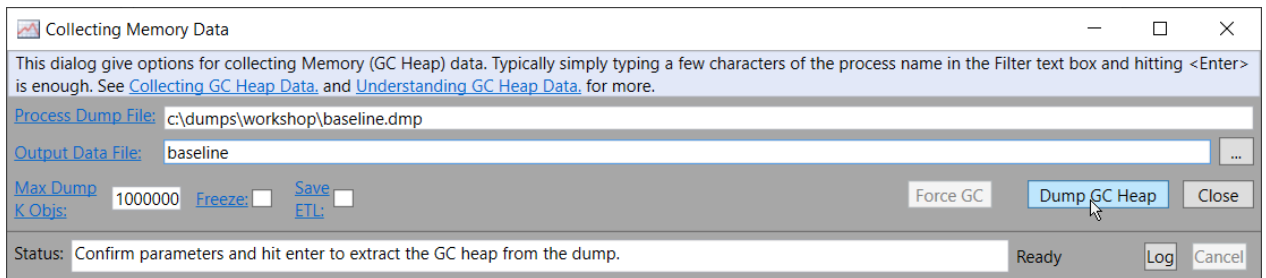 Collecting Memory Data
This dialog give options for collecting Memory (GC Heap) data. Typically simply typing a few characters of the process name in the Filter text box and hitting <Enter>
is enough. See Collecting GC Heap Data. and Understanding GC Heap Data. for more.
Process Dump File: c:\dumps\workshop\baseline.dmp
Output Data File: baseline ...
Max Dump
K Objs: 1000000 Freeze: Save
ETL: Force GC Dump GC Heap Close
Status: Confirm parameters and hit enter to extract the GC heap from the dump. Ready Log Cancel